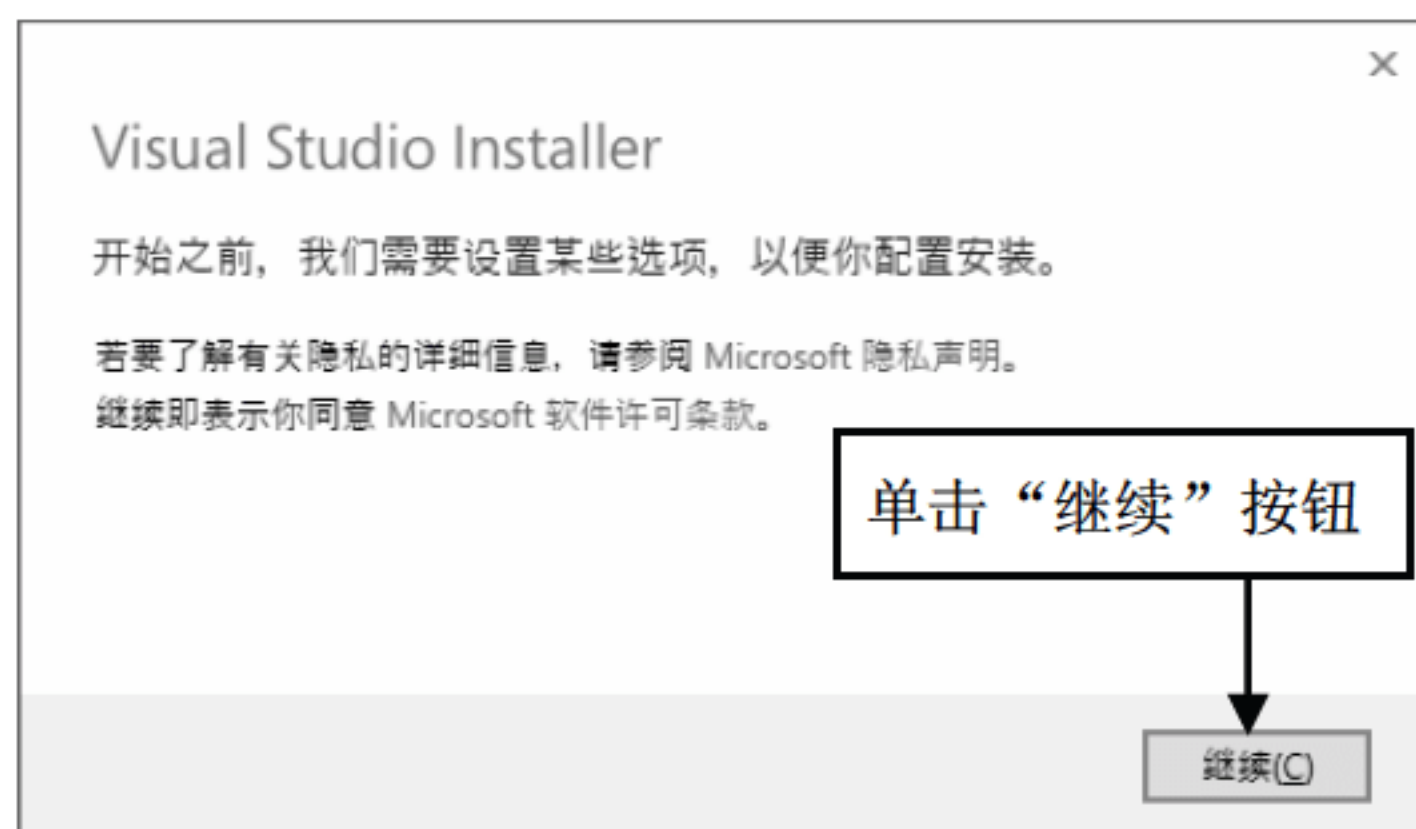 ×
Visual Studio Installer
开始之前，我们需要设置某些选项，以便你配置安装。
若要了解有关隐私的详细信息，请参阅 Microsoft 隐私声明。
继续即表示你同意 Microsoft 软件许可条款。
单击“继续”按钮
继续(C)